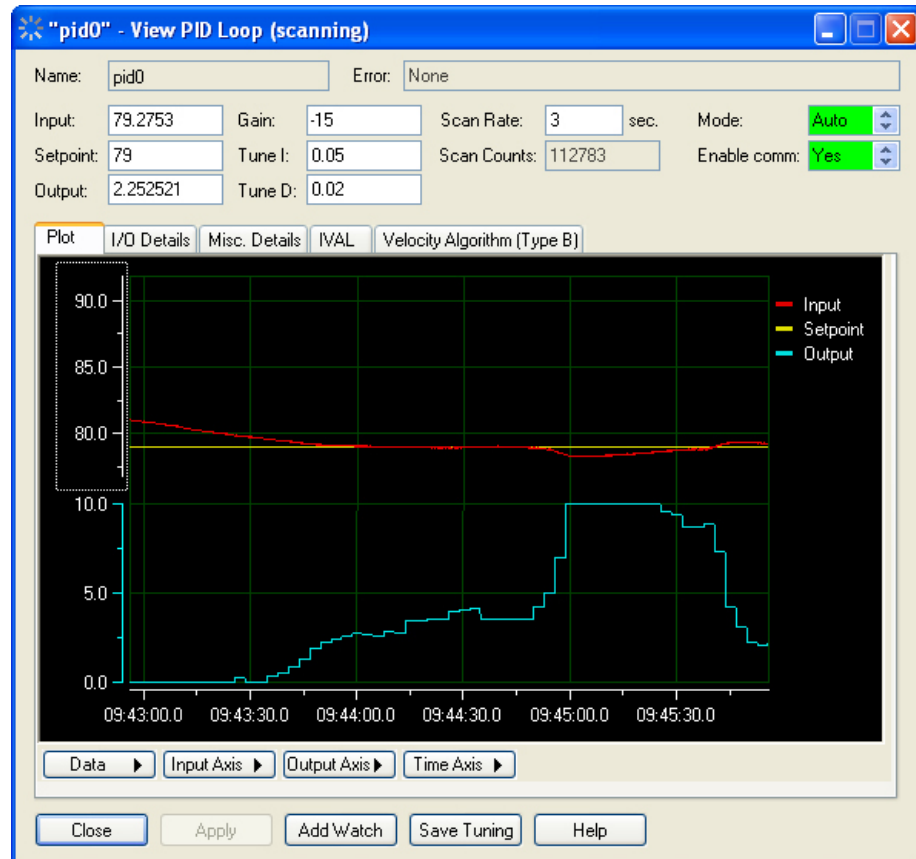 "pid0" - View PID Loop (scanning)
Name: pid0 Error: None
Input: 79.2753 Gain: -15 Scan Rate: 3 sec. Mode: Auto
Setpoint: 79 Tune I: 0.05 Scan Counts: 112783 Enable comm: Yes
Output: 2.252521 Tune D: 0.02
Plot I/O Details Misc. Details IVAL Velocity Algorithm (Type B)
90.0
Input
Setpoint
Output
85.0
80.0
10.0
5.0
0.0
09:43:00.0 09:43:30.0 09:44:00.0 09:44:30.0 09:45:00.0 09:45:30.0
Data Input Axis Output Axis Time Axis
Close Apply Add Watch Save Tuning Help